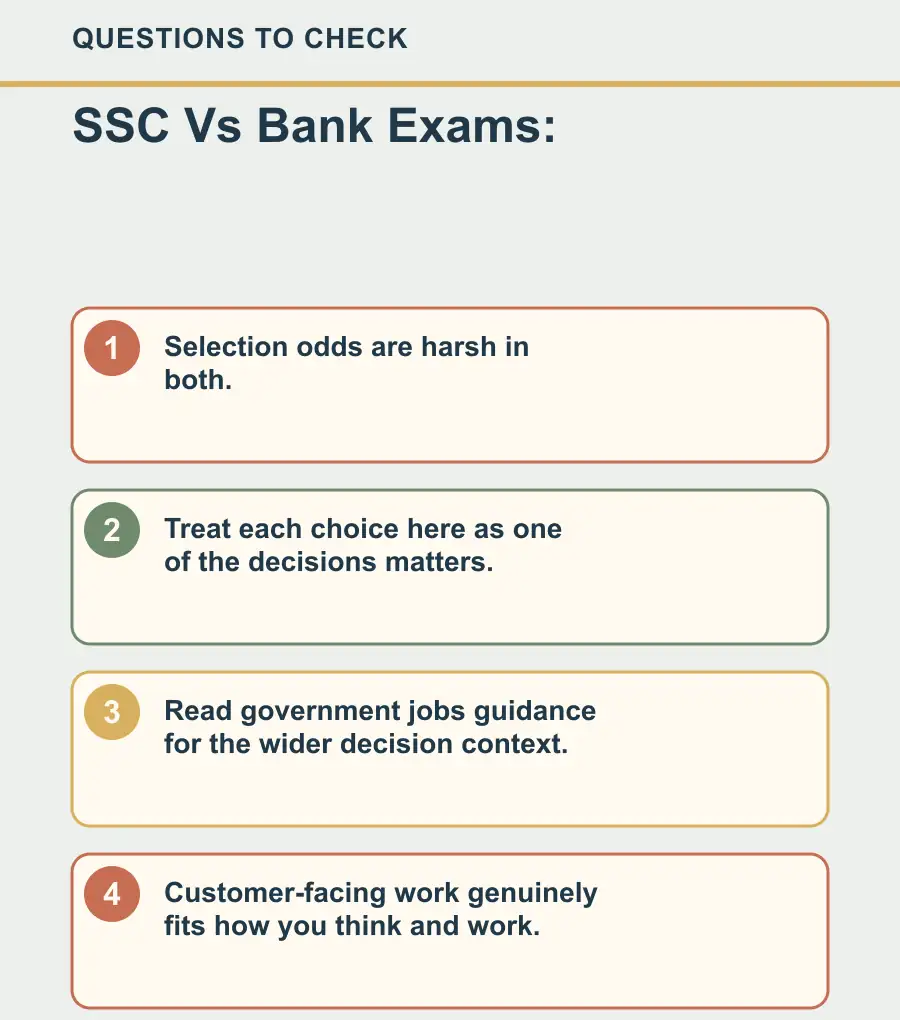 QUESTIONS TO CHECK
SSC Vs Bank Exams:
1
Selection odds are harsh in
both.
2
Treat each choice here as one
of the decisions matters.
3
Read government jobs guidance
for the wider decision context.
4
Customer-facing work genuinely
fits how you think and work.